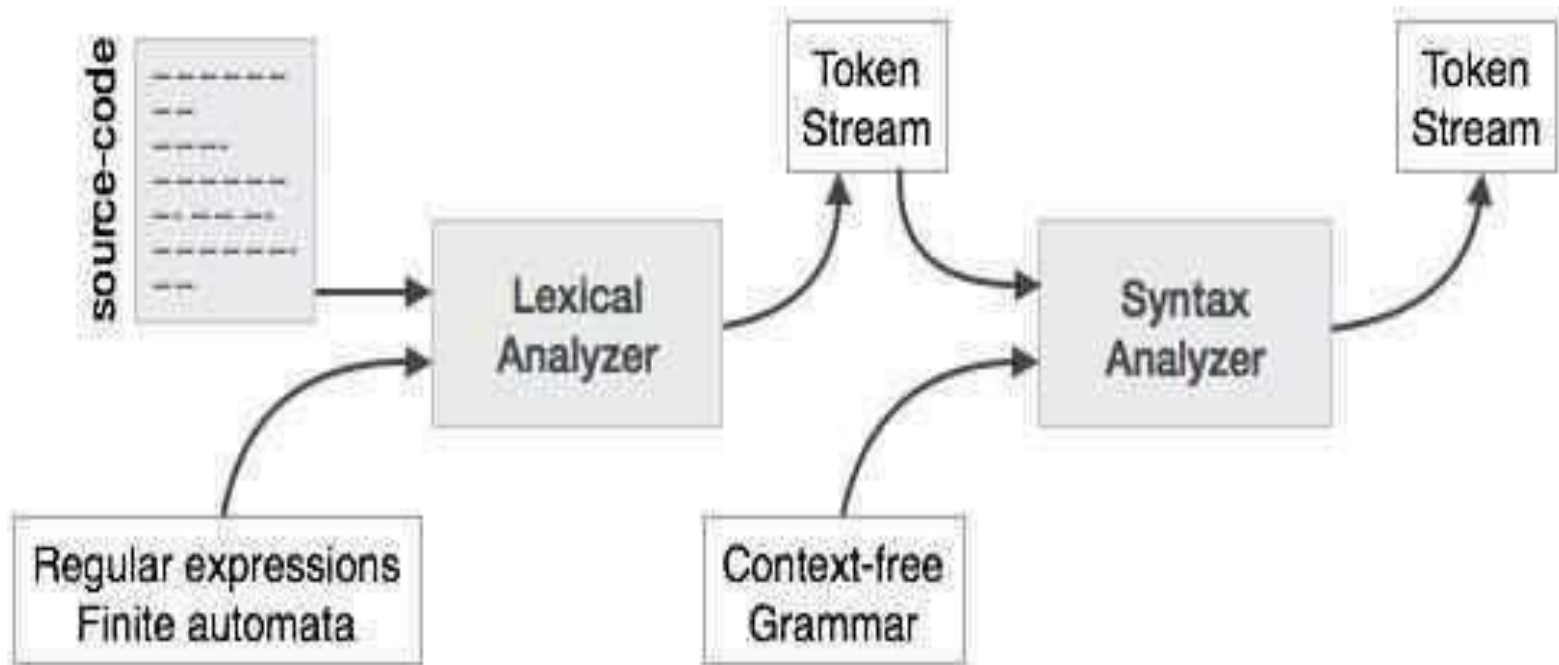 source-code
Token
Stream
Token
Stream
Lexical
Analyzer
Syntax
Analyzer
Regular expressions
Finite automata
Context-free
Grammar